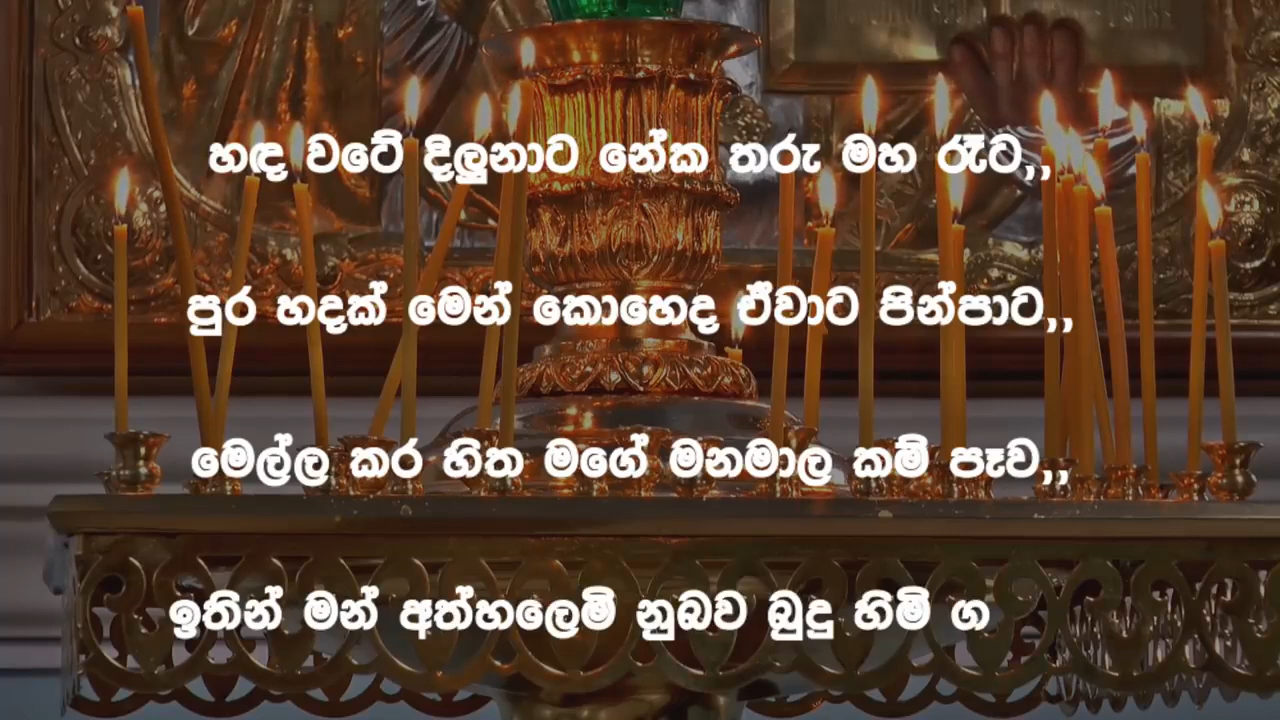 හඳ වටේ දිලුනාට නේක තරු මහ රෑට,,
පුර හදක් මෙන් කොහෙද ඒවාට පින්පාට,,
මෙල්ල කර හිත මගේ මනමාල කම් පෑව,,
ඉතින් මන් අත්හලෙමි නුබව බුදු හිමි ග